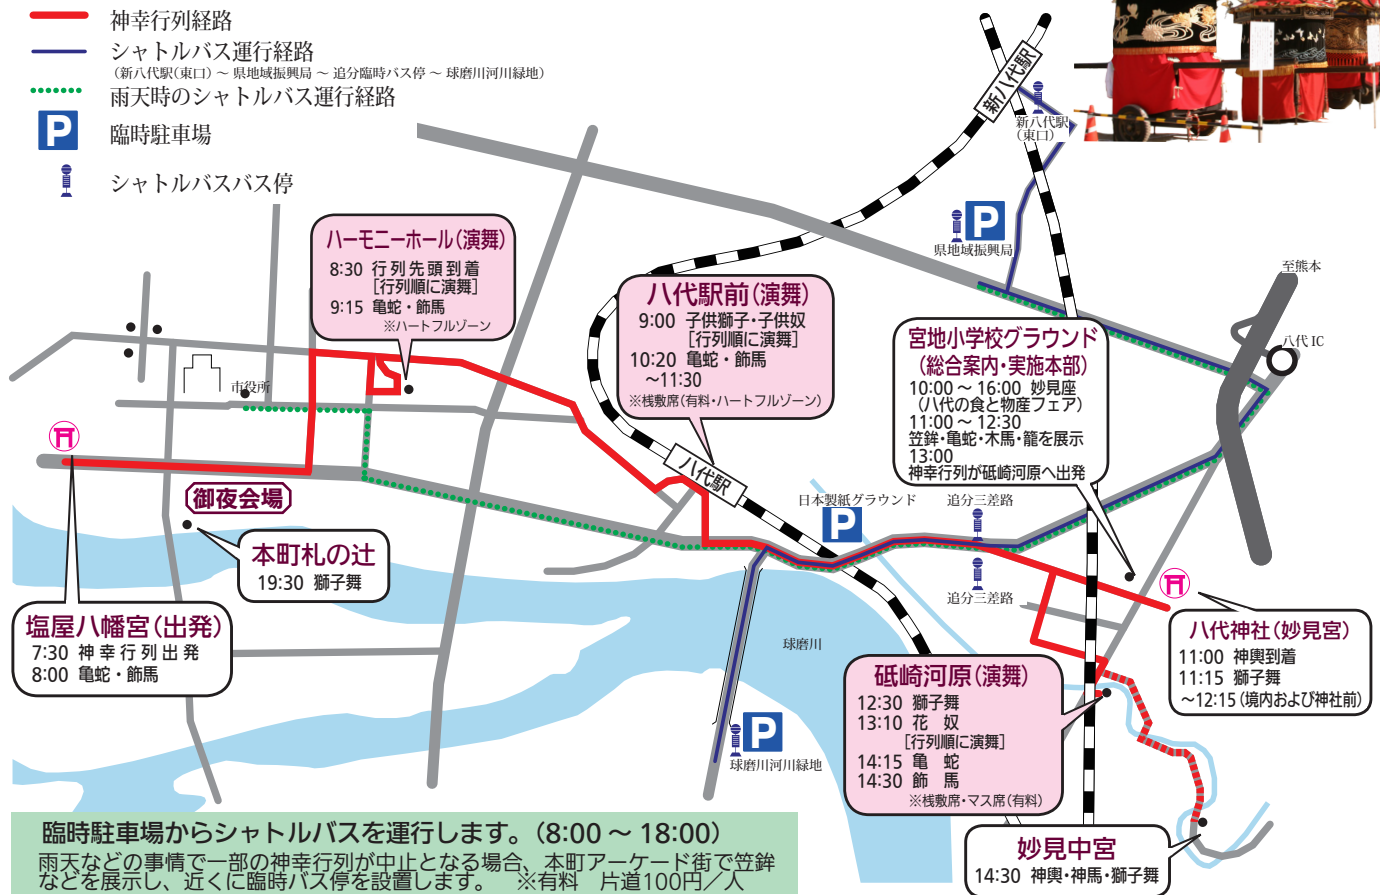 神幸行列経路
シャトルバス運行経路
(新八代駅(東口) ～ 県地域振興局 ～ 追分臨時バス停 ～ 球磨川河川緑地)
雨天時のシャトルバス運行経路
P
臨時駐車場
シャトルバスバス停
新八代駅
新八代駅
(東口)
P
県地域振興局
至熊本
八代 IC
ハーモニーホール(演舞)
8:30 行列先頭到着
[行列順に演舞]
9:15 亀蛇・飾馬
※ハートフルゾーン
八代駅前(演舞)
9:00 子供獅子・子供奴
[行列順に演舞]
10:20 亀蛇・飾馬
～11:30
※桟敷席(有料・ハートフルゾーン)
宮地小学校グラウンド
(総合案内・実施本部)
10:00 ～ 16:00 妙見座
(八代の食と物産フェア)
11:00 ～ 12:30
笠鉾・亀蛇・木馬・籠を展示
13:00
神幸行列が砥崎河原へ出発
市役所
八代駅
御夜会場
日本製紙グラウンド
P
追分三差路
追分三差路
本町札の辻
19:30 獅子舞
塩屋八幡宮(出発)
7:30 神幸行列出発
8:00 亀蛇・飾馬
球磨川
八代神社(妙見宮)
11:00 神輿到着
11:15 獅子舞
～12:15 (境内および神社前)
砥崎河原(演舞)
12:30 獅子舞
13:10 花 奴
[行列順に演舞]
14:15 亀 蛇
14:30 飾 馬
※桟敷席・マス席(有料)
P
球磨川河川緑地
妙見中宮
14:30 神輿・神馬・獅子舞
臨時駐車場からシャトルバスを運行します。(8:00 ～ 18:00)
雨天などの事情で一部の神幸行列が中止となる場合、本町アーケード街で笠鉾
などを展示し、近くに臨時バス停を設置します。 ※有料 片道100円／人